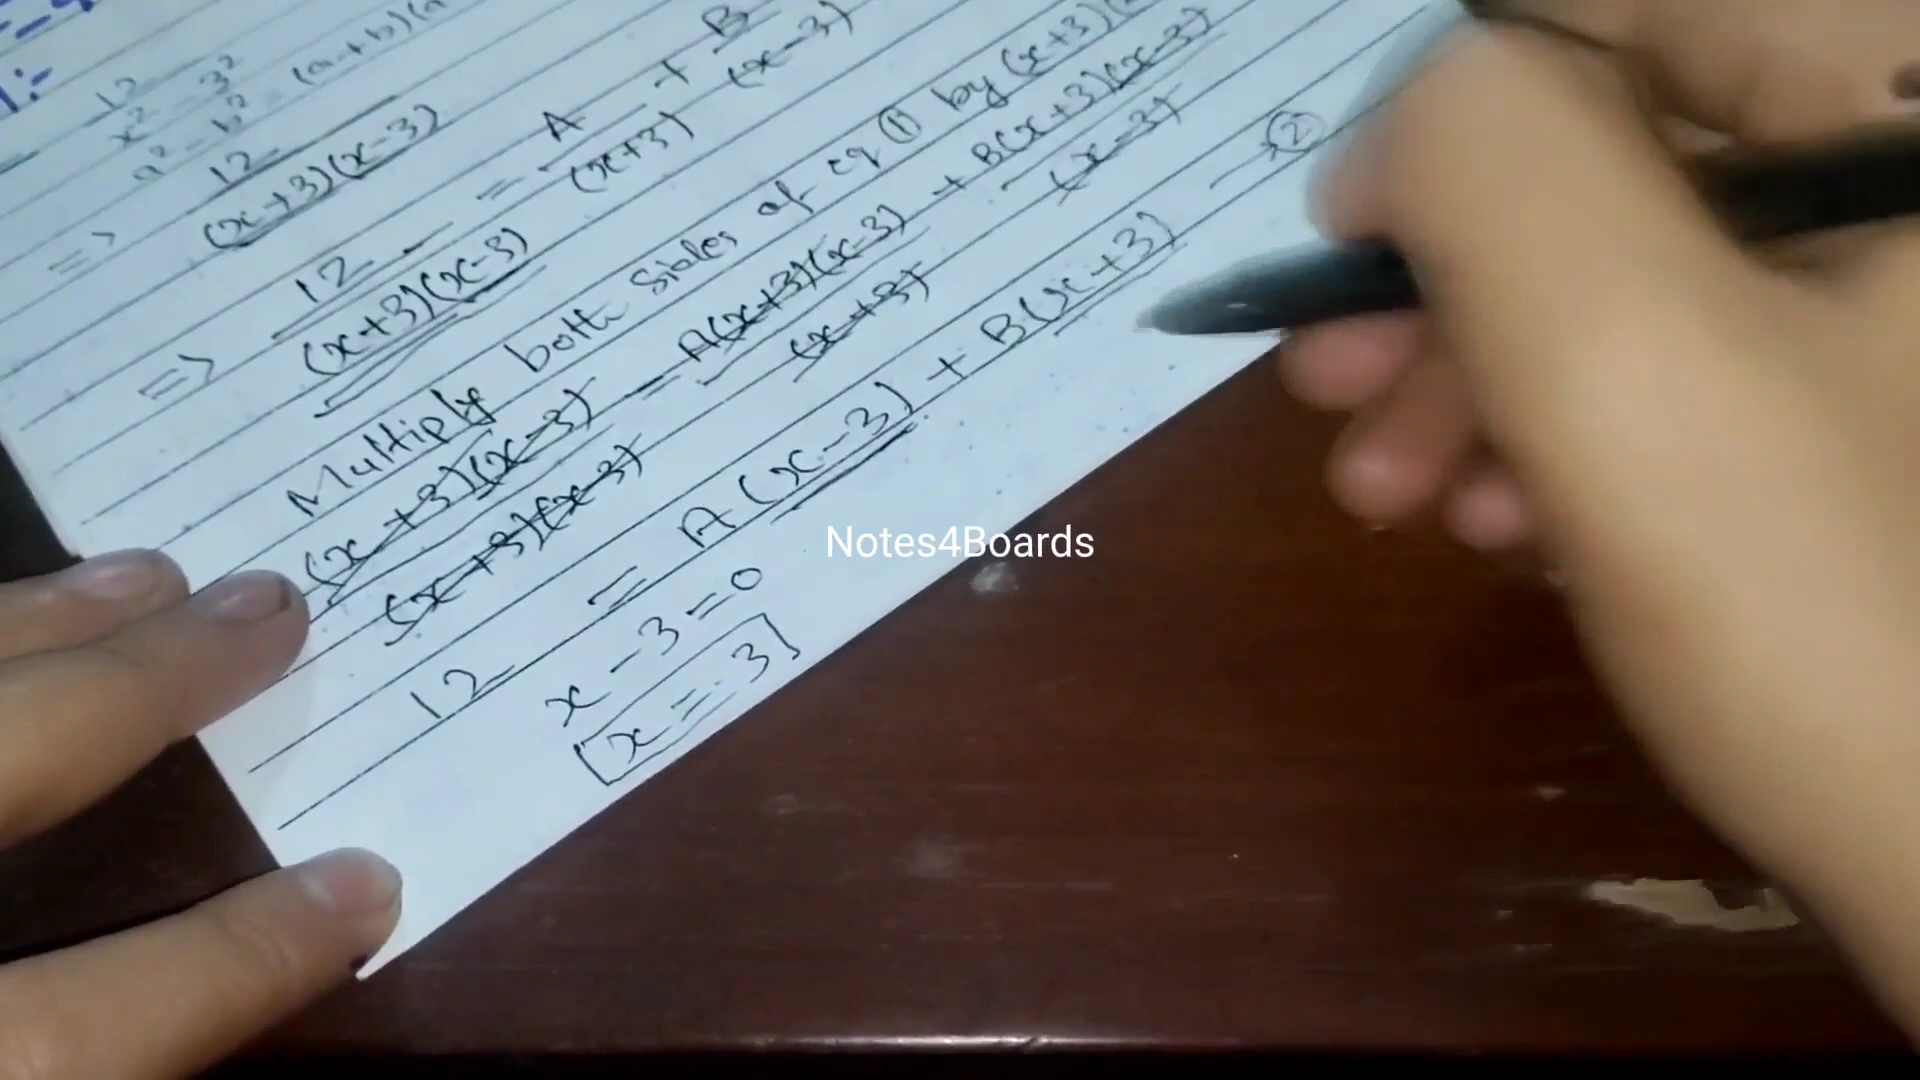 12
x² - 3²
a² - b² = (a+b)(a
=> 12
(x+3)(x-3)
=> 12 = A + B
(x+3)(x-3) (x+3) (x-3)
Multiply both sides of eq ① by (x+3)(
(x+3)(x-3) = A(x+3)(x-3) + B(x+3)(x-3)
(x+3)(x-3) (x+3) (x-3)
12 = A(x-3) + B(x+3) → ②
x - 3 = 0
x = 3
Notes4Boards